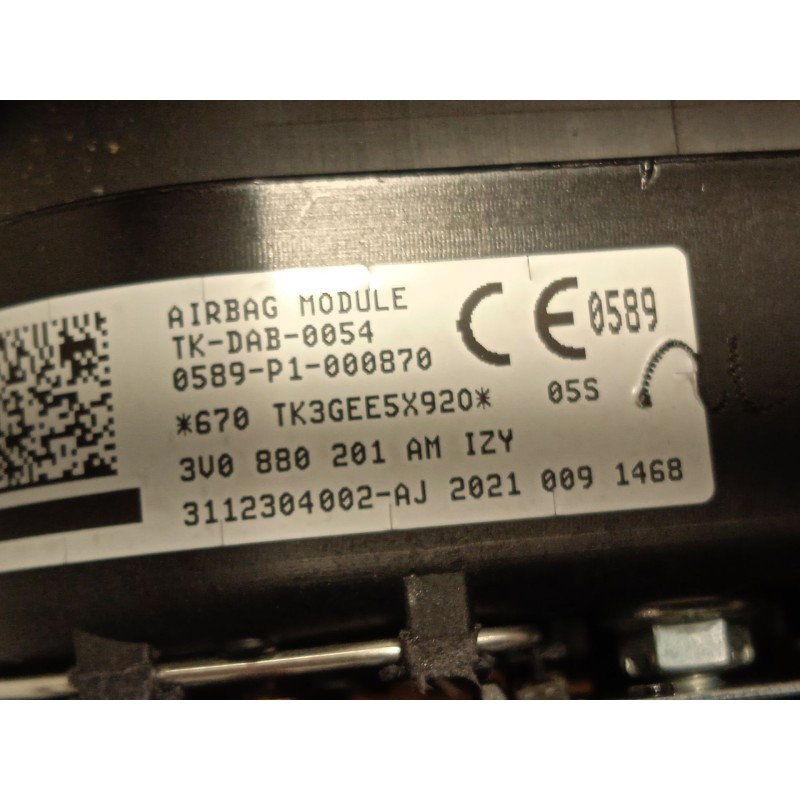 AIRBAG MODULE
TK-DAB-0054
0589-P1-000870
CE 0589
*670 TK3GEE5X920* 05S
3V0 880 201 AM IZY
3112304002-AJ 2021 009 1468